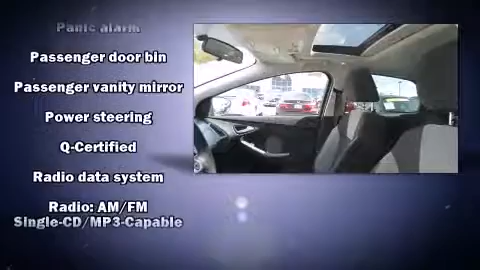 Panic alarm
Passenger door bin
Passenger vanity mirror
Power steering
Q-Certified
Radio data system
Radio: AM/FM
Single-CD/MP3-Capable